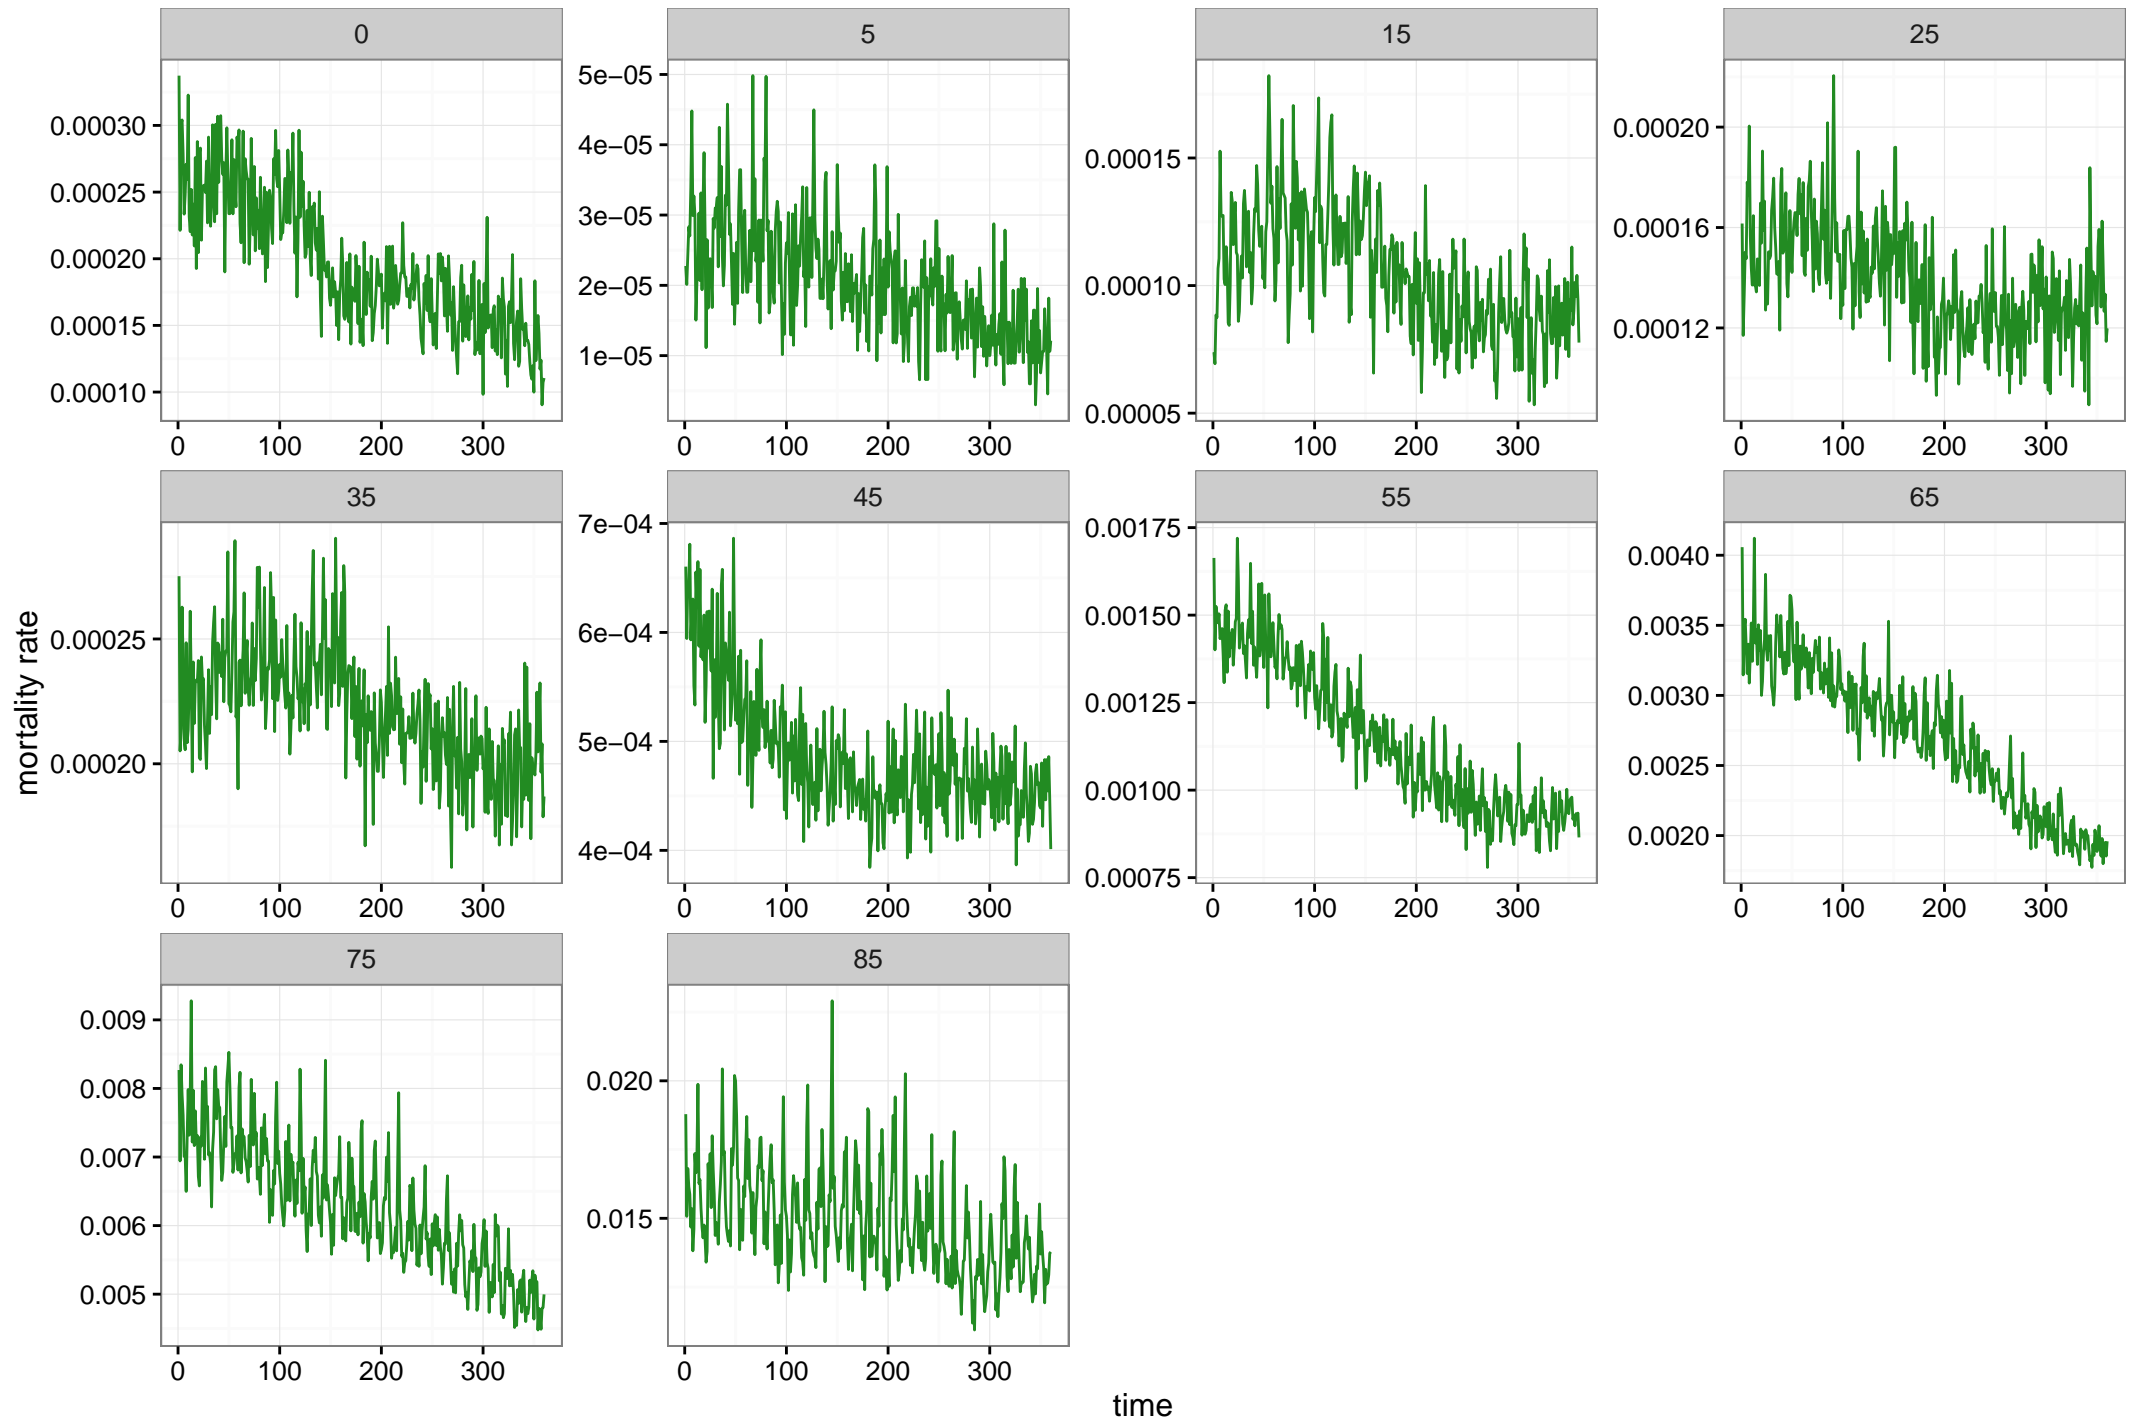 0 5 15 25
0.00030
0.00025
0.00020
0.00015
0.00010
0 100 200 300
5e−05
4e−05
3e−05
2e−05
1e−05
0 100 200 300
0.00015
0.00010
0.00005
0 100 200 300
0.00020
0.00016
0.00012
0 100 200 300
35 45 55 65
0.00025
0.00020
0 100 200 300
7e−04
6e−04
5e−04
4e−04
0 100 200 300
0.00175
0.00150
0.00125
0.00100
0.00075
0 100 200 300
0.0040
0.0035
0.0030
0.0025
0.0020
0 100 200 300
75 85
0.009
0.008
0.007
0.006
0.005
0 100 200 300
0.020
0.015
0 100 200 300
mortality rate
time